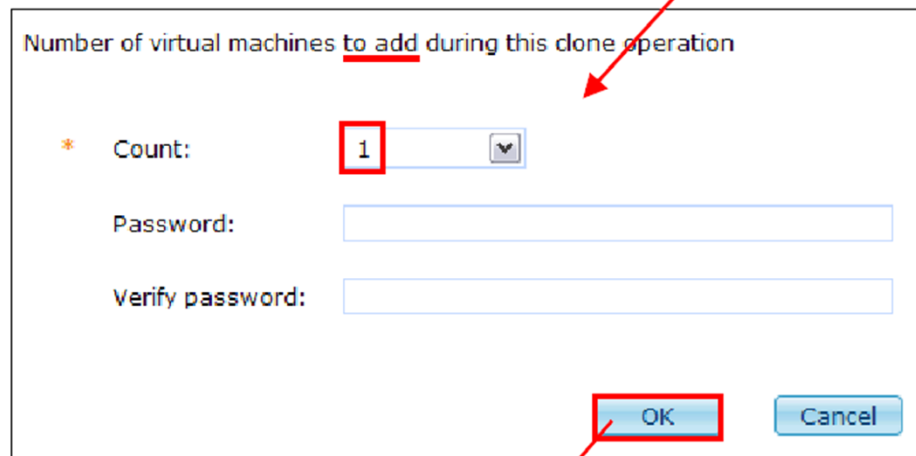 Number of virtual machines to add during this clone operation
* Count: 1
Password:
Verify password:
OK Cancel